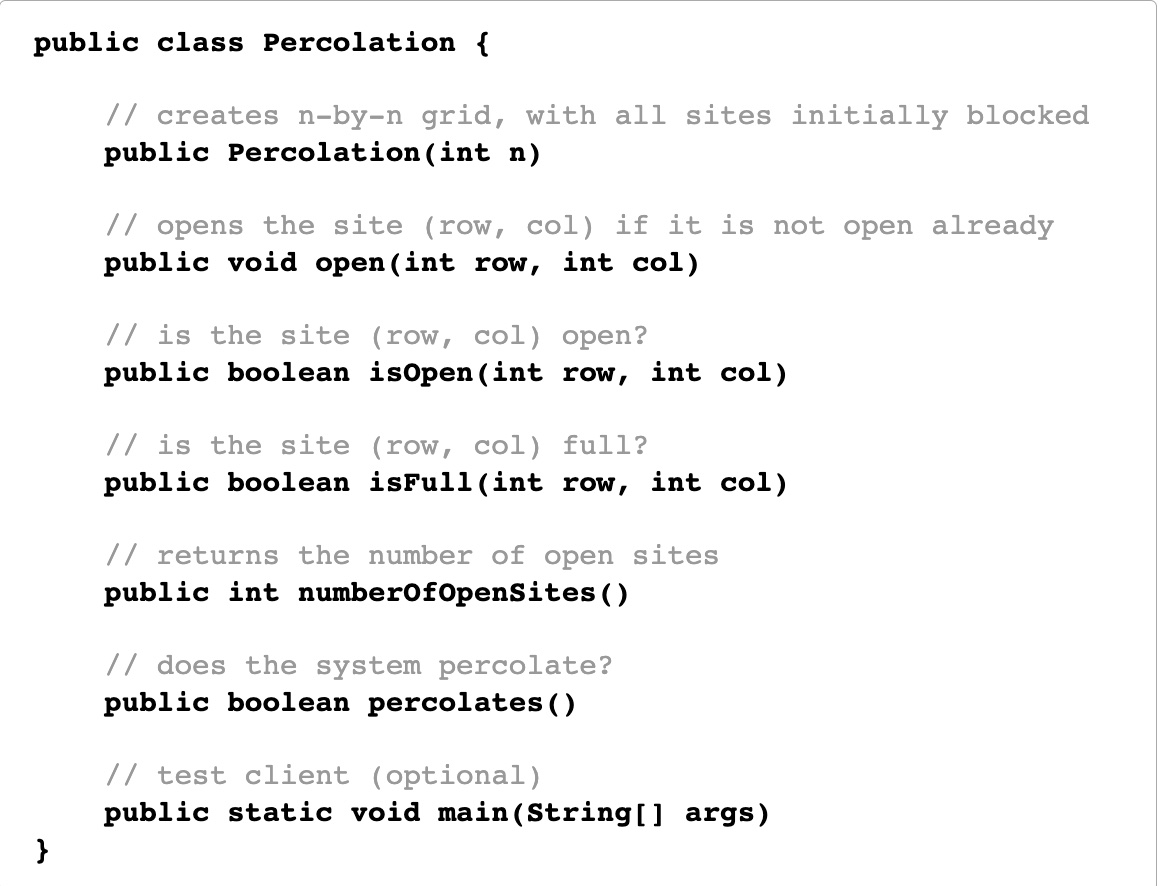 public class Percolation {
// creates n-by-n grid, with all sites initially blocked
public Percolation(int n)
// opens the site (row, col) if it is not open already
public void open(int row, int col)
// is the site (row, col) open?
public boolean isOpen(int row, int col)
// is the site (row, col) full?
public boolean isFull(int row, int col)
// returns the number of open sites
public int numberOfOpenSites()
// does the system percolate?
public boolean percolates()
// test client (optional)
public static void main(String[] args)
}